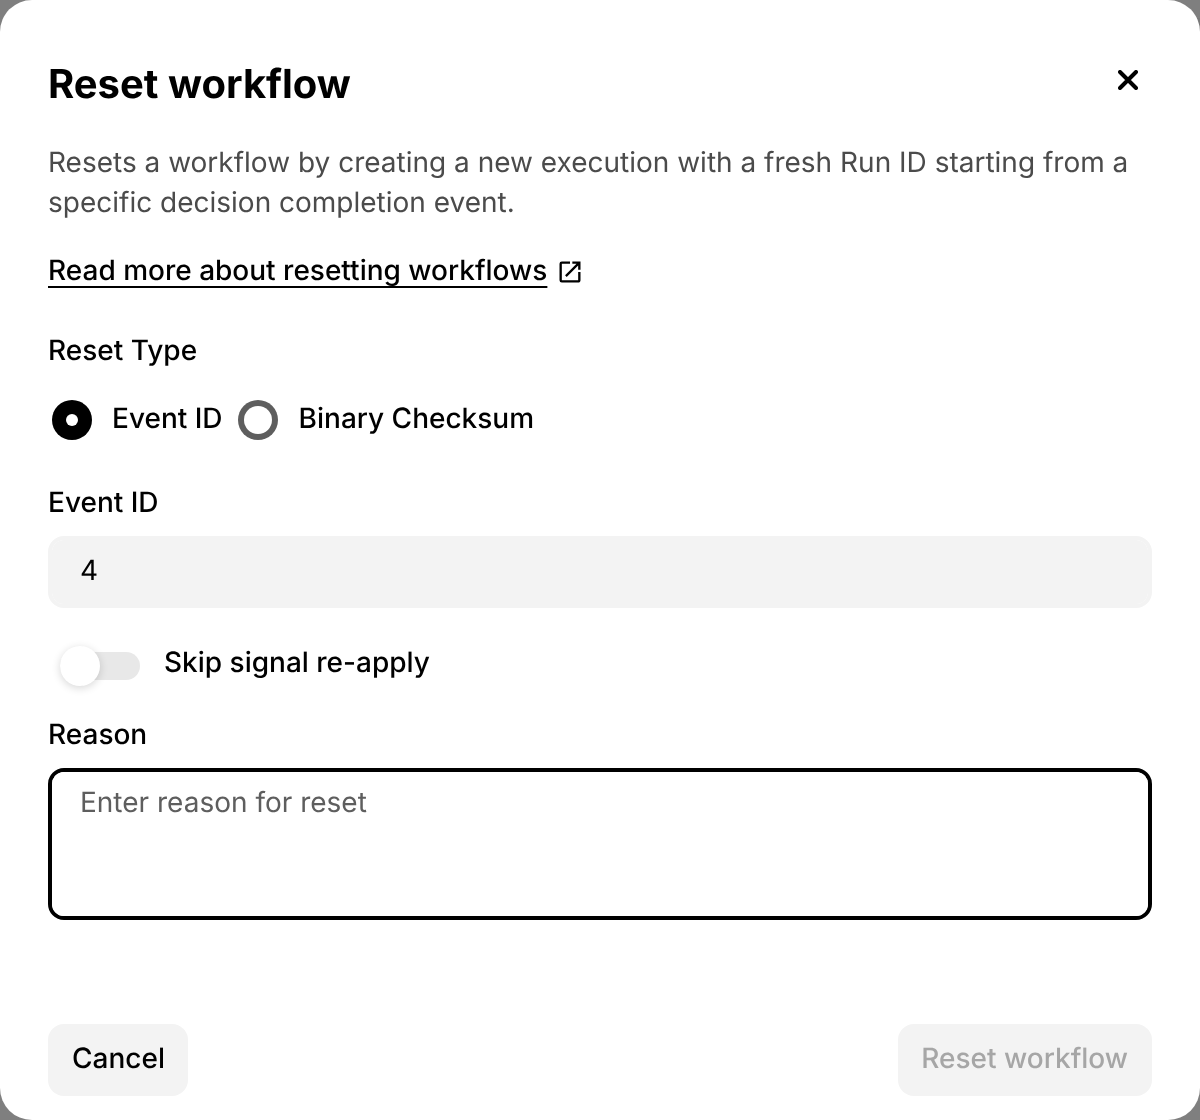 Reset workflow
Resets a workflow by creating a new execution with a fresh Run ID starting from a
specific decision completion event.
Read more about resetting workflows
Reset Type
Event ID Binary Checksum
Event ID
4
Skip signal re-apply
Reason
Enter reason for reset
Cancel Reset workflow